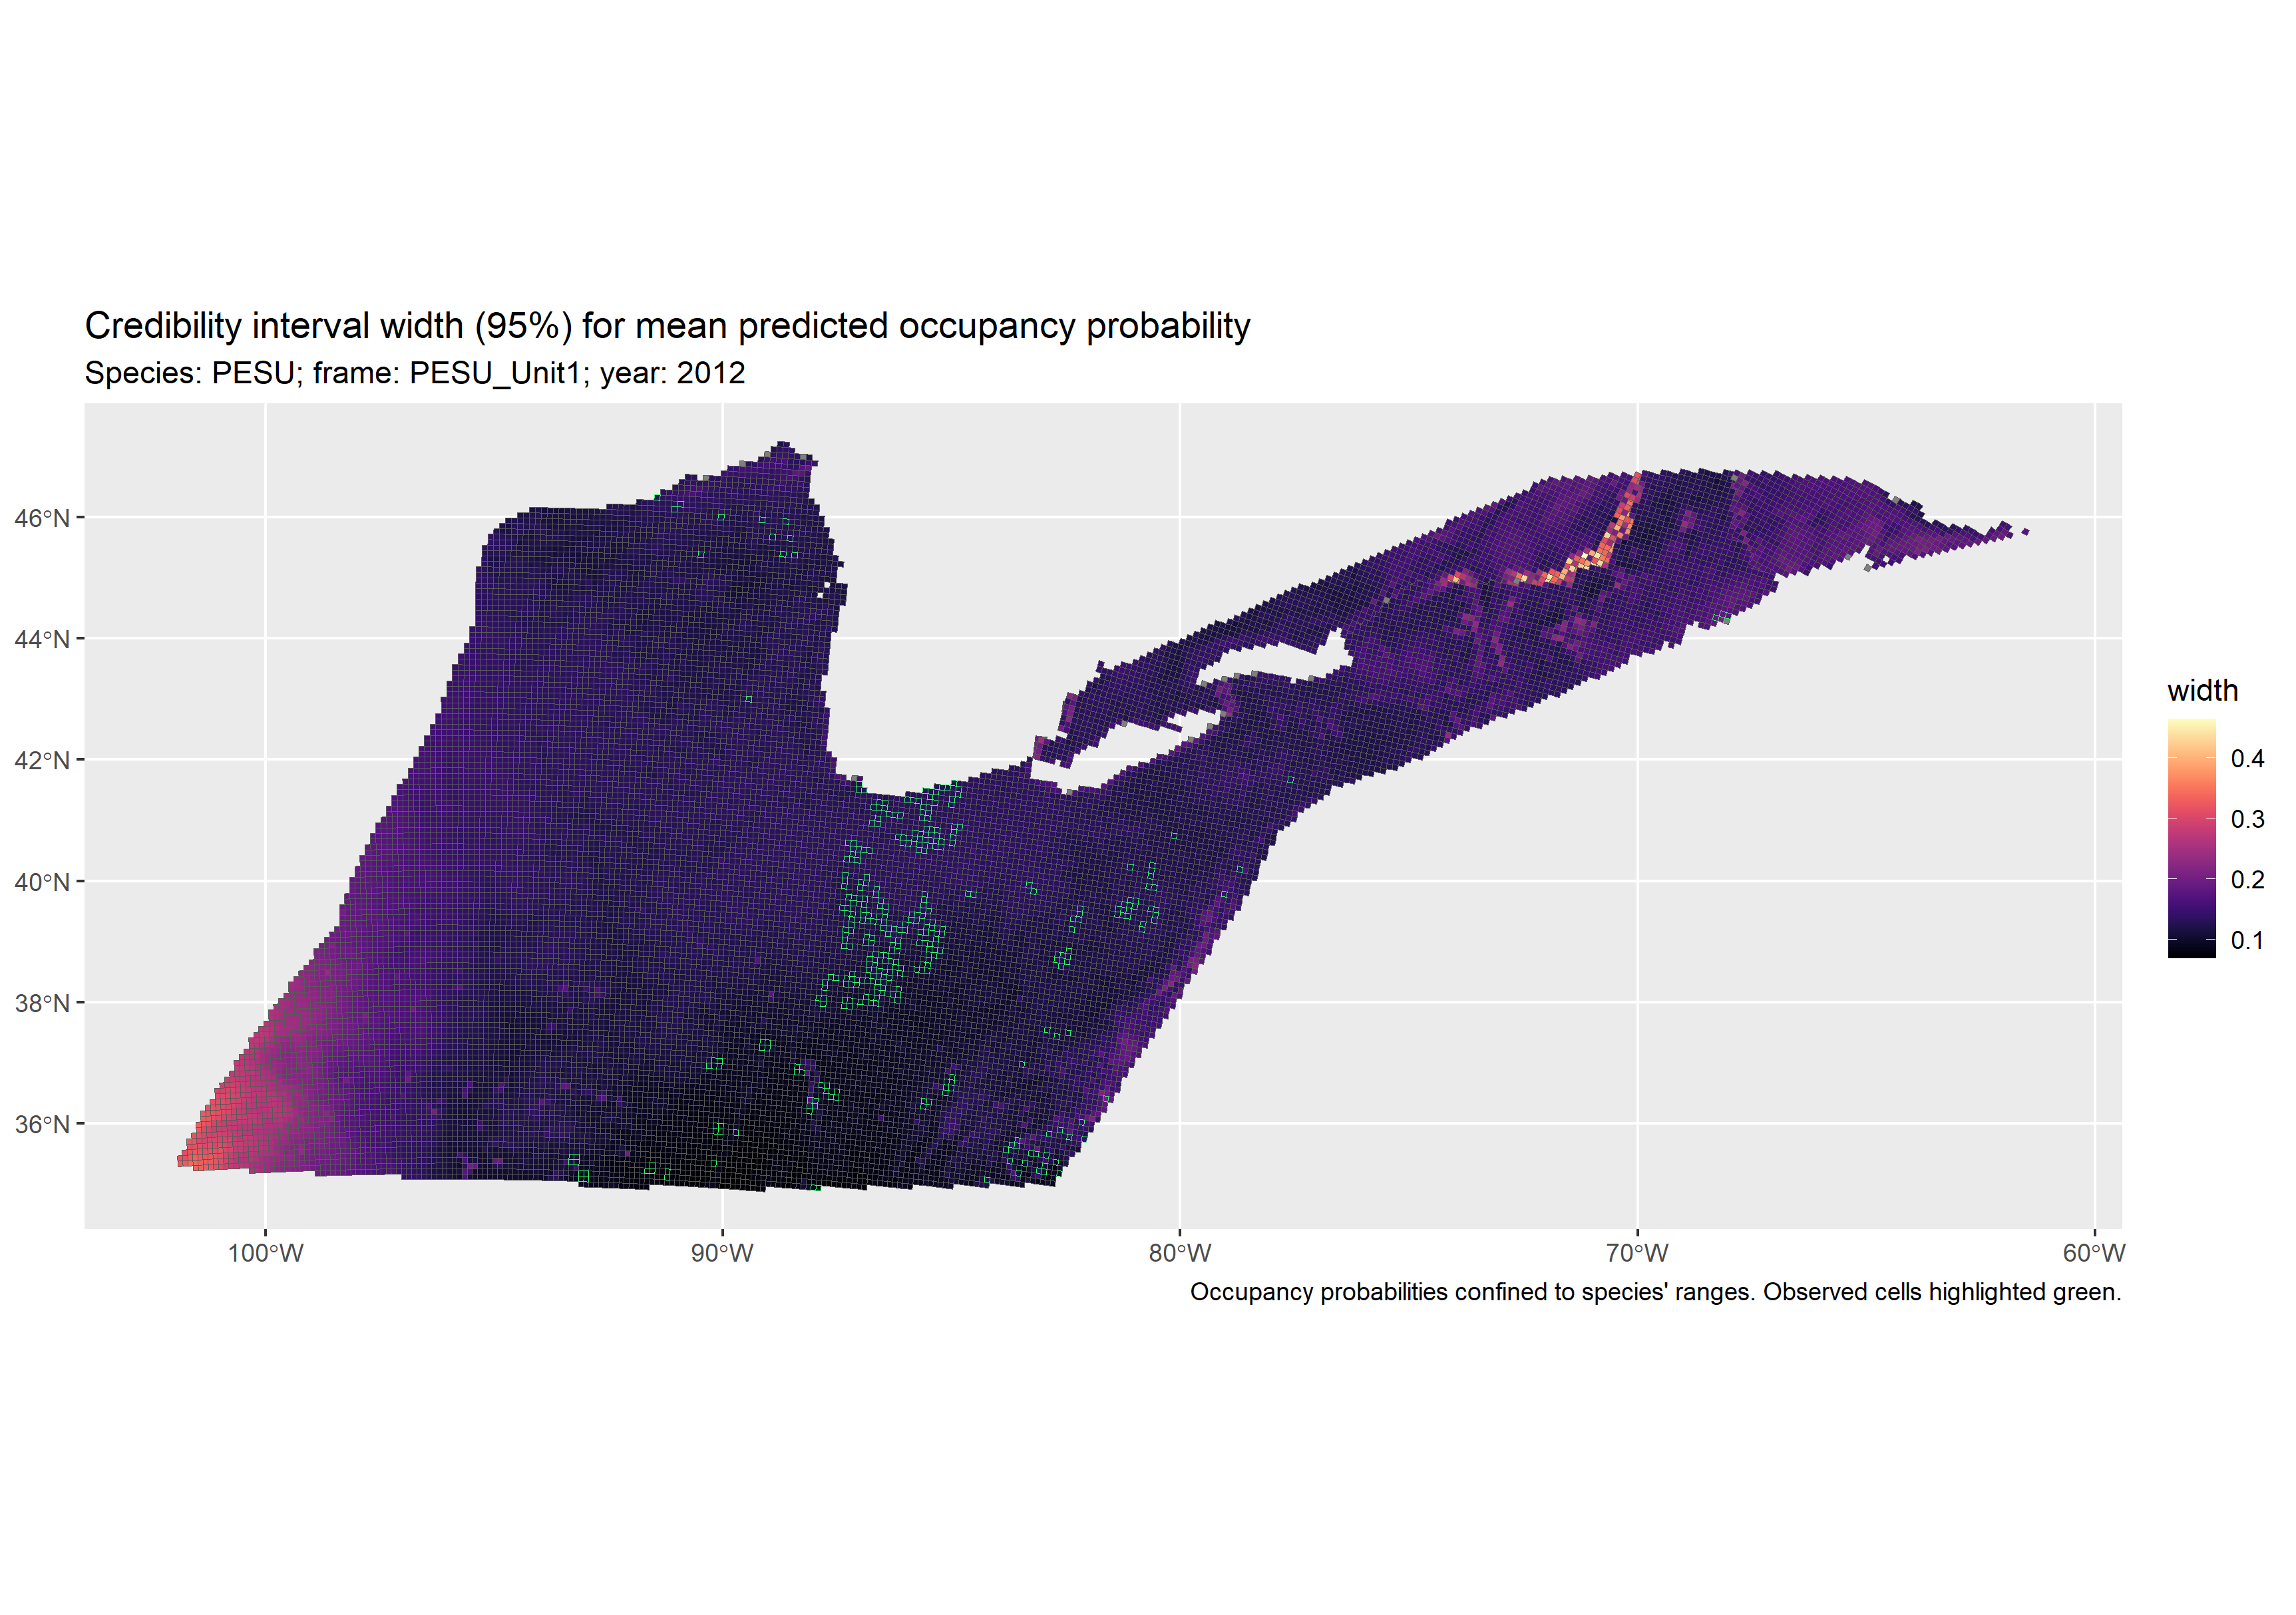 Credibility interval width (95%) for mean predicted occupancy probability
Species: PESU; frame: PESU_Unit1; year: 2012
46°N
44°N
42°N
40°N
38°N
36°N
100°W
90°W
80°W
70°W
60°W
width
0.4
0.3
0.2
0.1
Occupancy probabilities confined to species' ranges. Observed cells highlighted green.